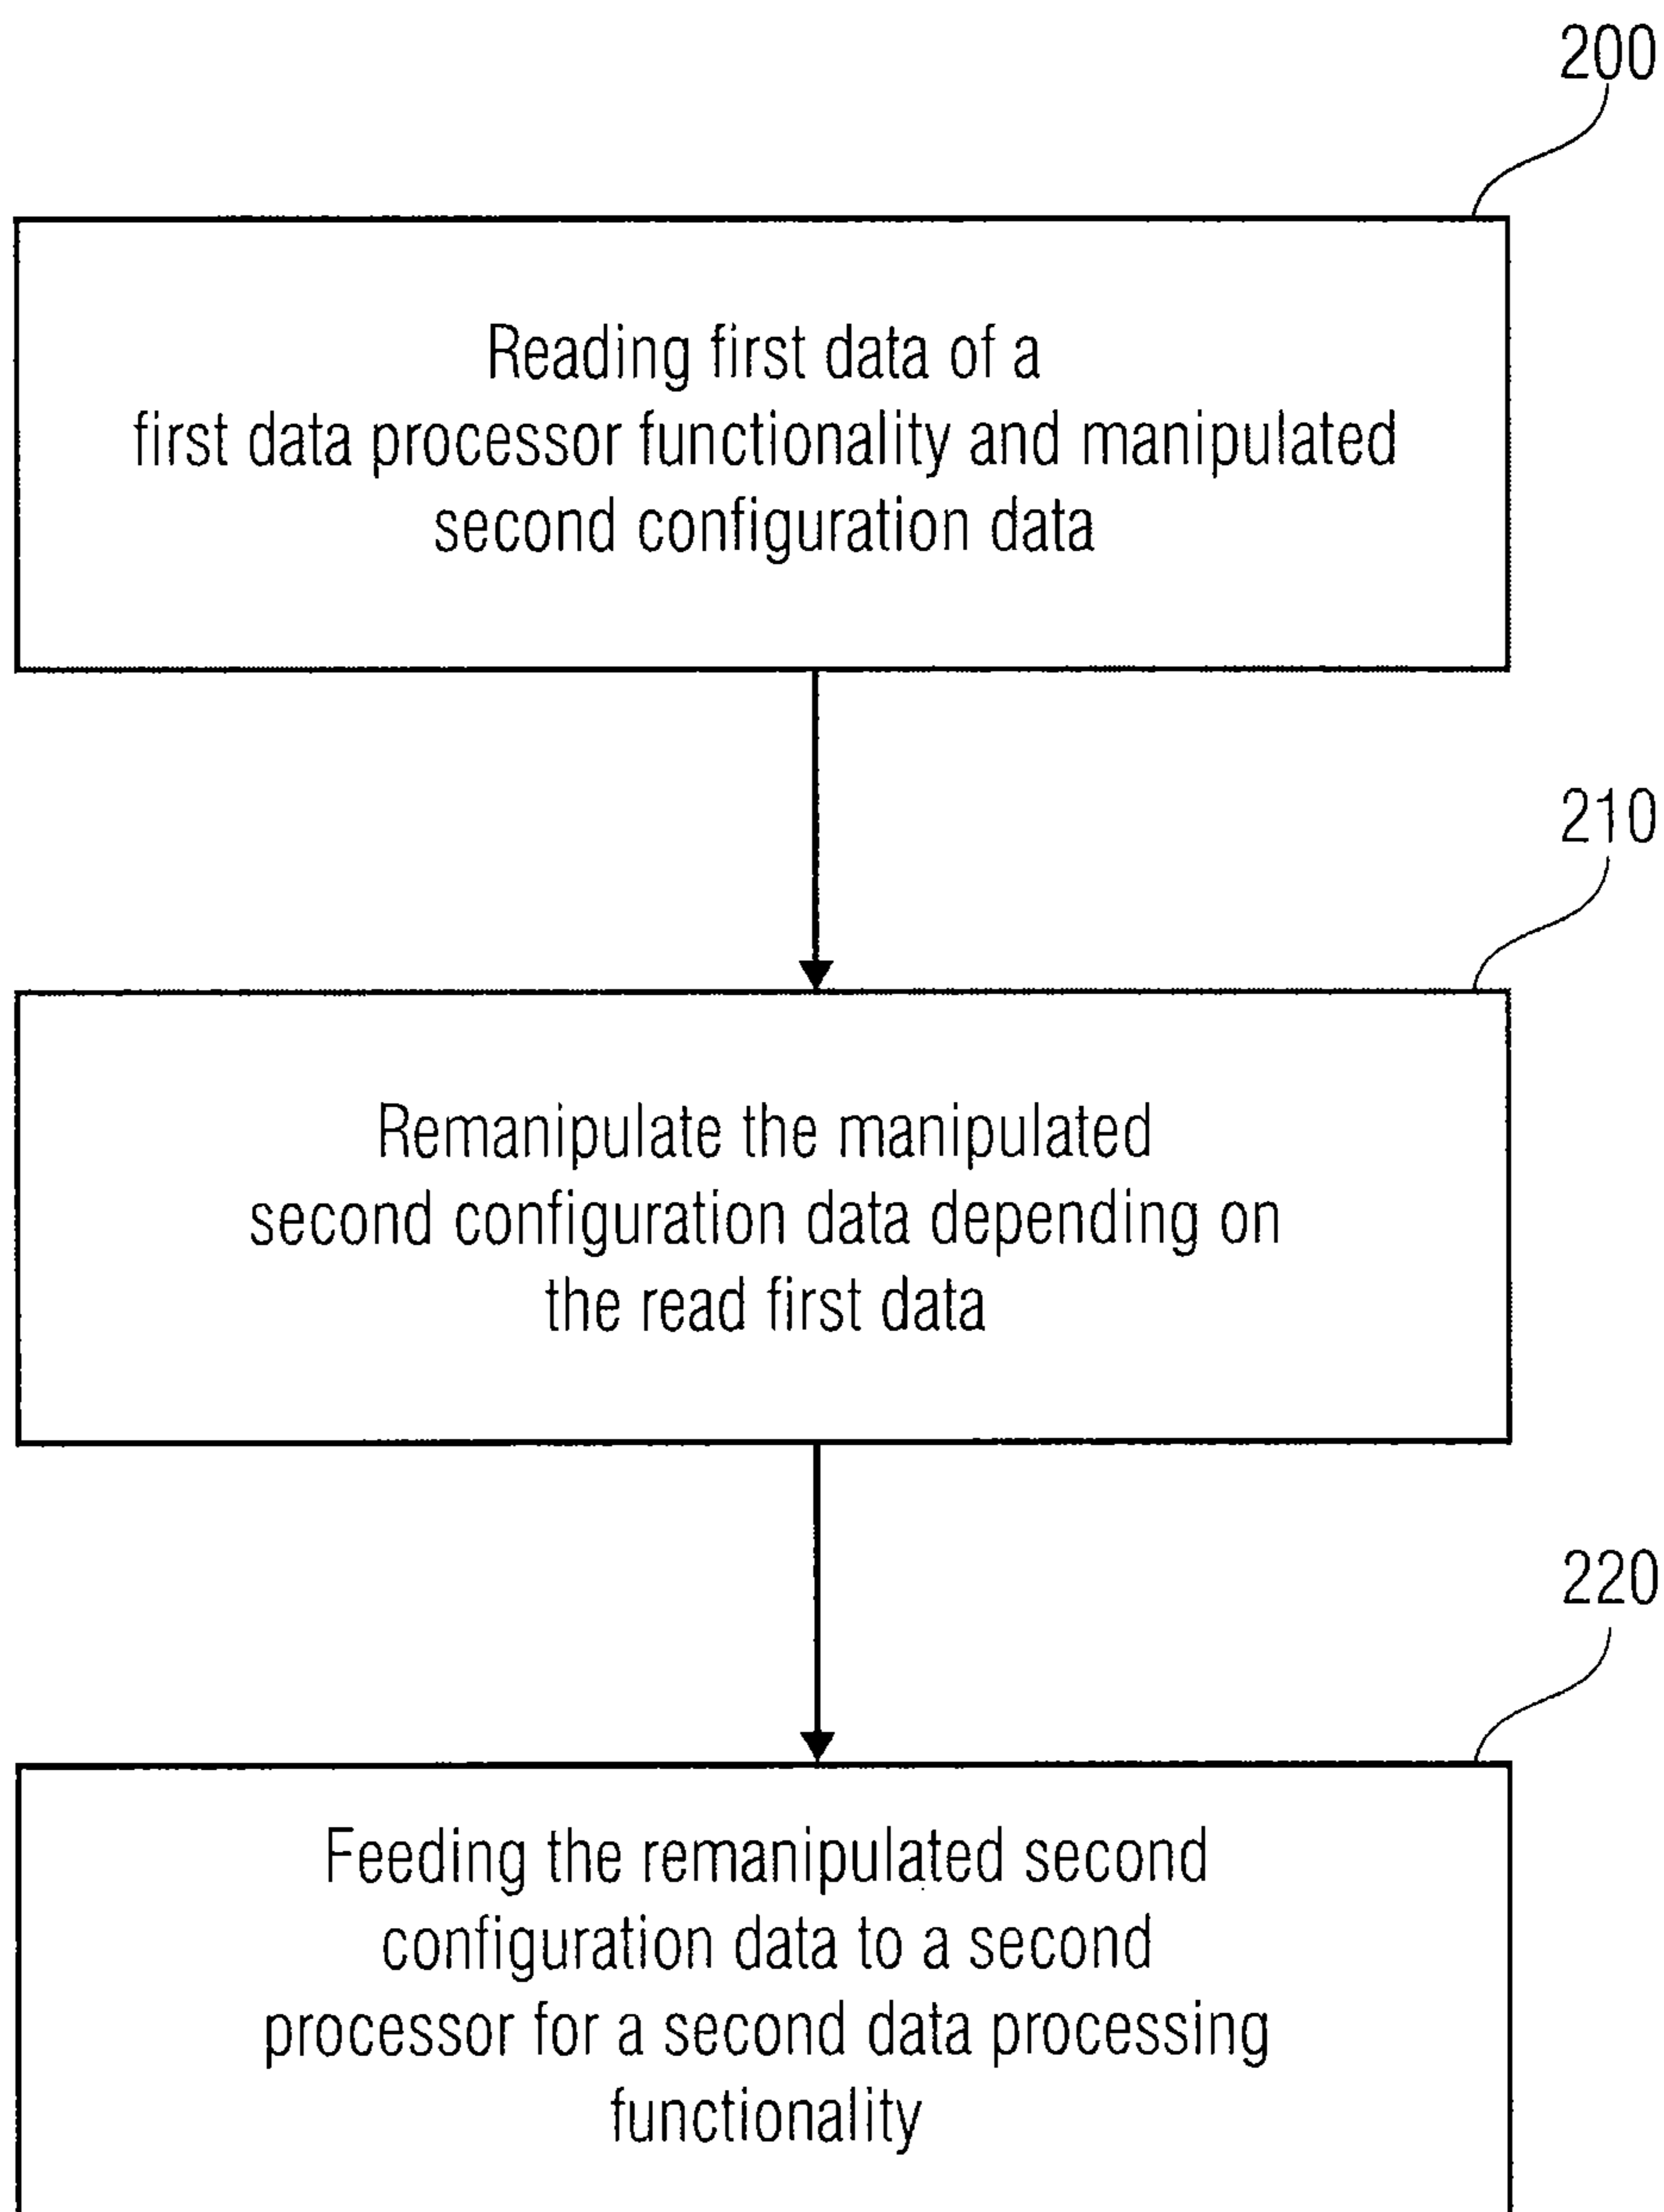 200
Reading first data of a
first data processor functionality and manipulated
second configuration data
210
Remanipulate the manipulated
second configuration data depending on
the read first data
220
Feeding the remanipulated second
configuration data to a second
processor for a second data processing
functionality